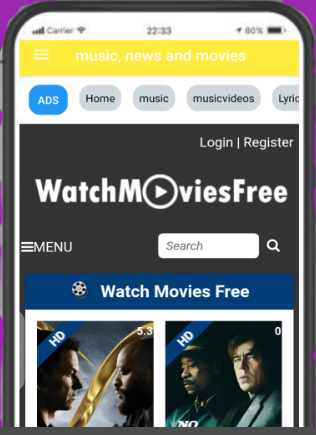 Carrier 22:33 80%
music, news and movies
ADS Home music musicvideos Lyric
Login | Register
WatchMoviesFree
MENU Search
Watch Movies Free
HD 5.3 HD 0
NO